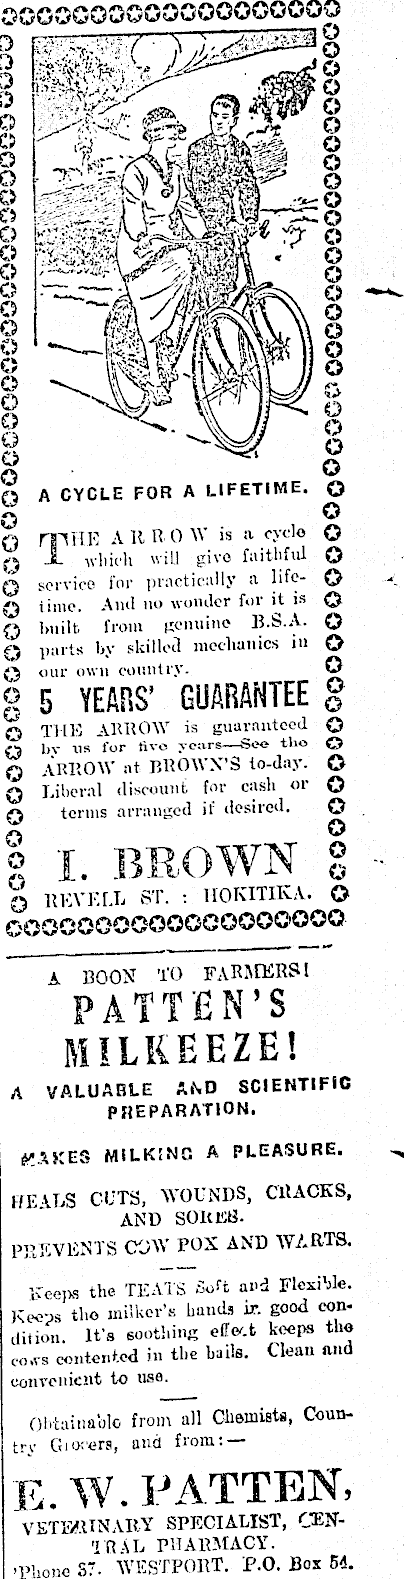 A CYCLE FOR A LIFETIME.
THE ARROW is a cycle
which will give faithful
service for practically a life-
time. And no wonder for it is
built from genuine B.S.A.
parts by skilled mechanics in
our own country.
5 YEARS' GUARANTEE
THE ARROW is guaranteed
by us for five years—See the
ARROW at BROWN'S to-day.
Liberal discount for cash or
terms arranged if desired.
I. BROWN
REVELL ST. : HOKITIKA.
A BOON TO FARMERS!
PATTEN'S
MILKEEZE!
A VALUABLE AND SCIENTIFIC
PREPARATION.
MAKES MILKING A PLEASURE.
HEALS CUTS, WOUNDS, CRACKS,
AND SORES.
PREVENTS COW POX AND WARTS.
Keeps the TEATS Soft and Flexible.
Keeps the milker's hands in good con-
dition. It's soothing effect keeps the
cows contented in the bails. Clean and
convenient to use.
Obtainable from all Chemists, Coun-
try Grocers, and from:—
E. W. PATTEN,
VETERINARY SPECIALIST, CEN-
TRAL PHARMACY.
'Phone 37. WESTPORT. P.O. Box 54.